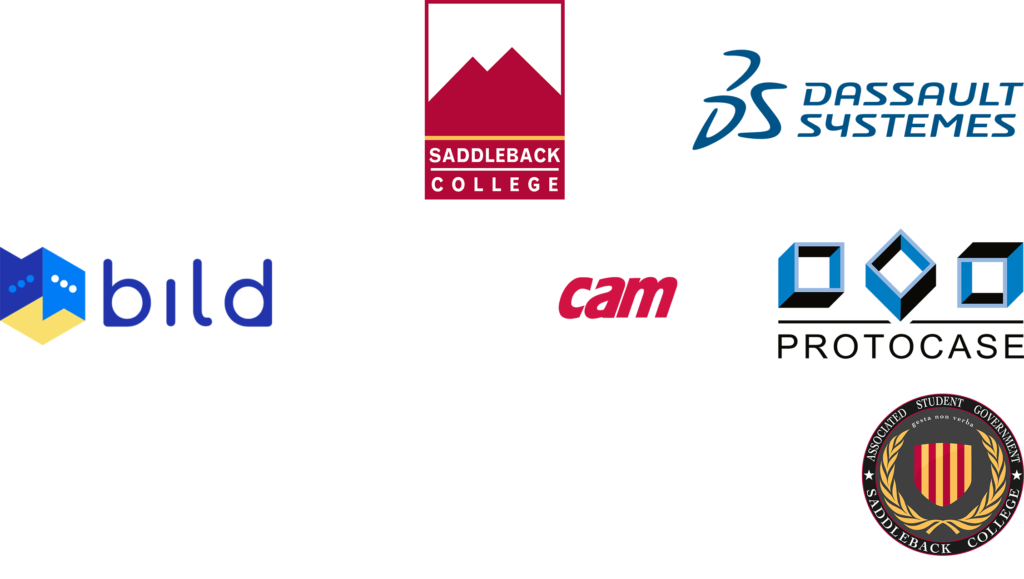 SADDLEBACK
COLLEGE
DASSAULT
SYSTEMES
bild
cam
PROTOCASE
ASSOCIATED STUDENT GOVERNMENT
gesta non verba
SADDLEBACK COLLEGE